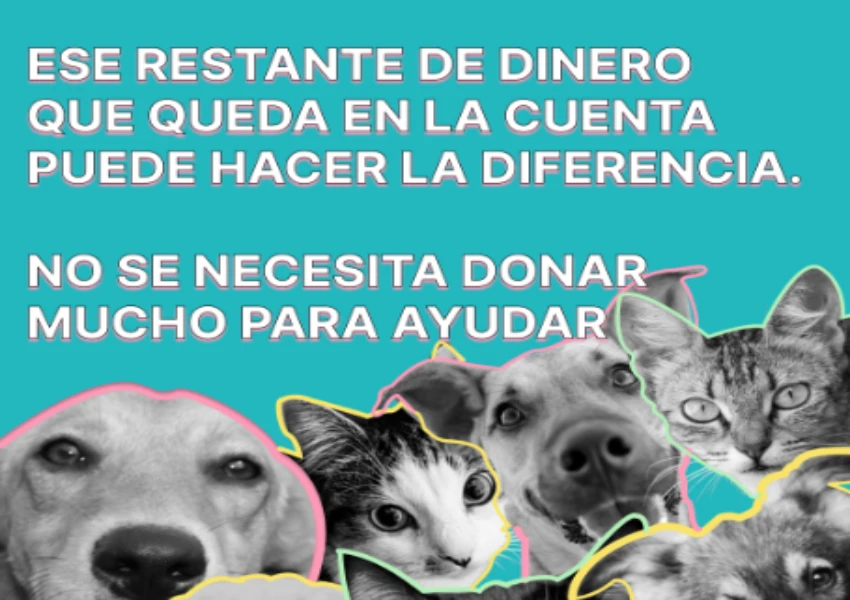 ESE RESTANTE DE DINERO
QUE QUEDA EN LA CUENTA
PUEDE HACER LA DIFERENCIA.
NO SE NECESITA DONAR
MUCHO PARA AYUDAR